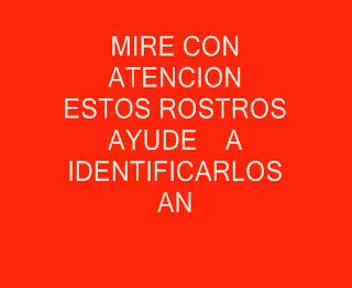 MIRE CON
ATENCION
ESTOS ROSTROS
AYUDE A
IDENTIFICARLOS
AN